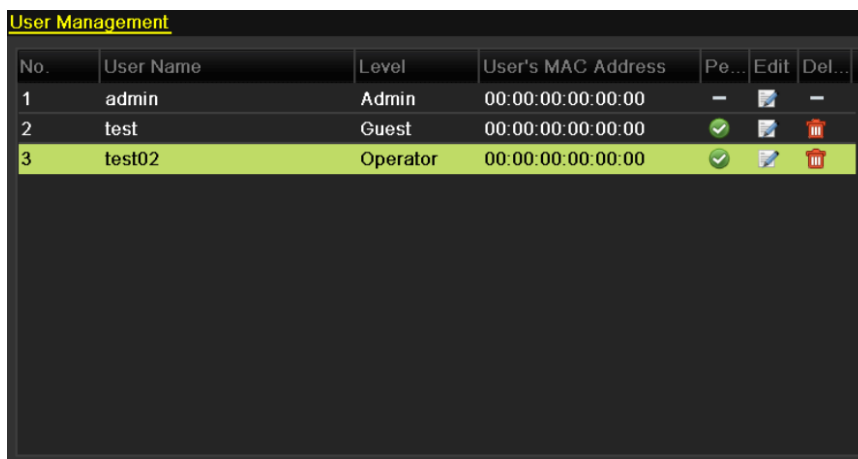 User Management
No. User Name Level User's MAC Address Pe... Edit Del...
1 admin Admin 00:00:00:00:00:00 –
2 test Guest 00:00:00:00:00:00
3 test02 Operator 00:00:00:00:00:00